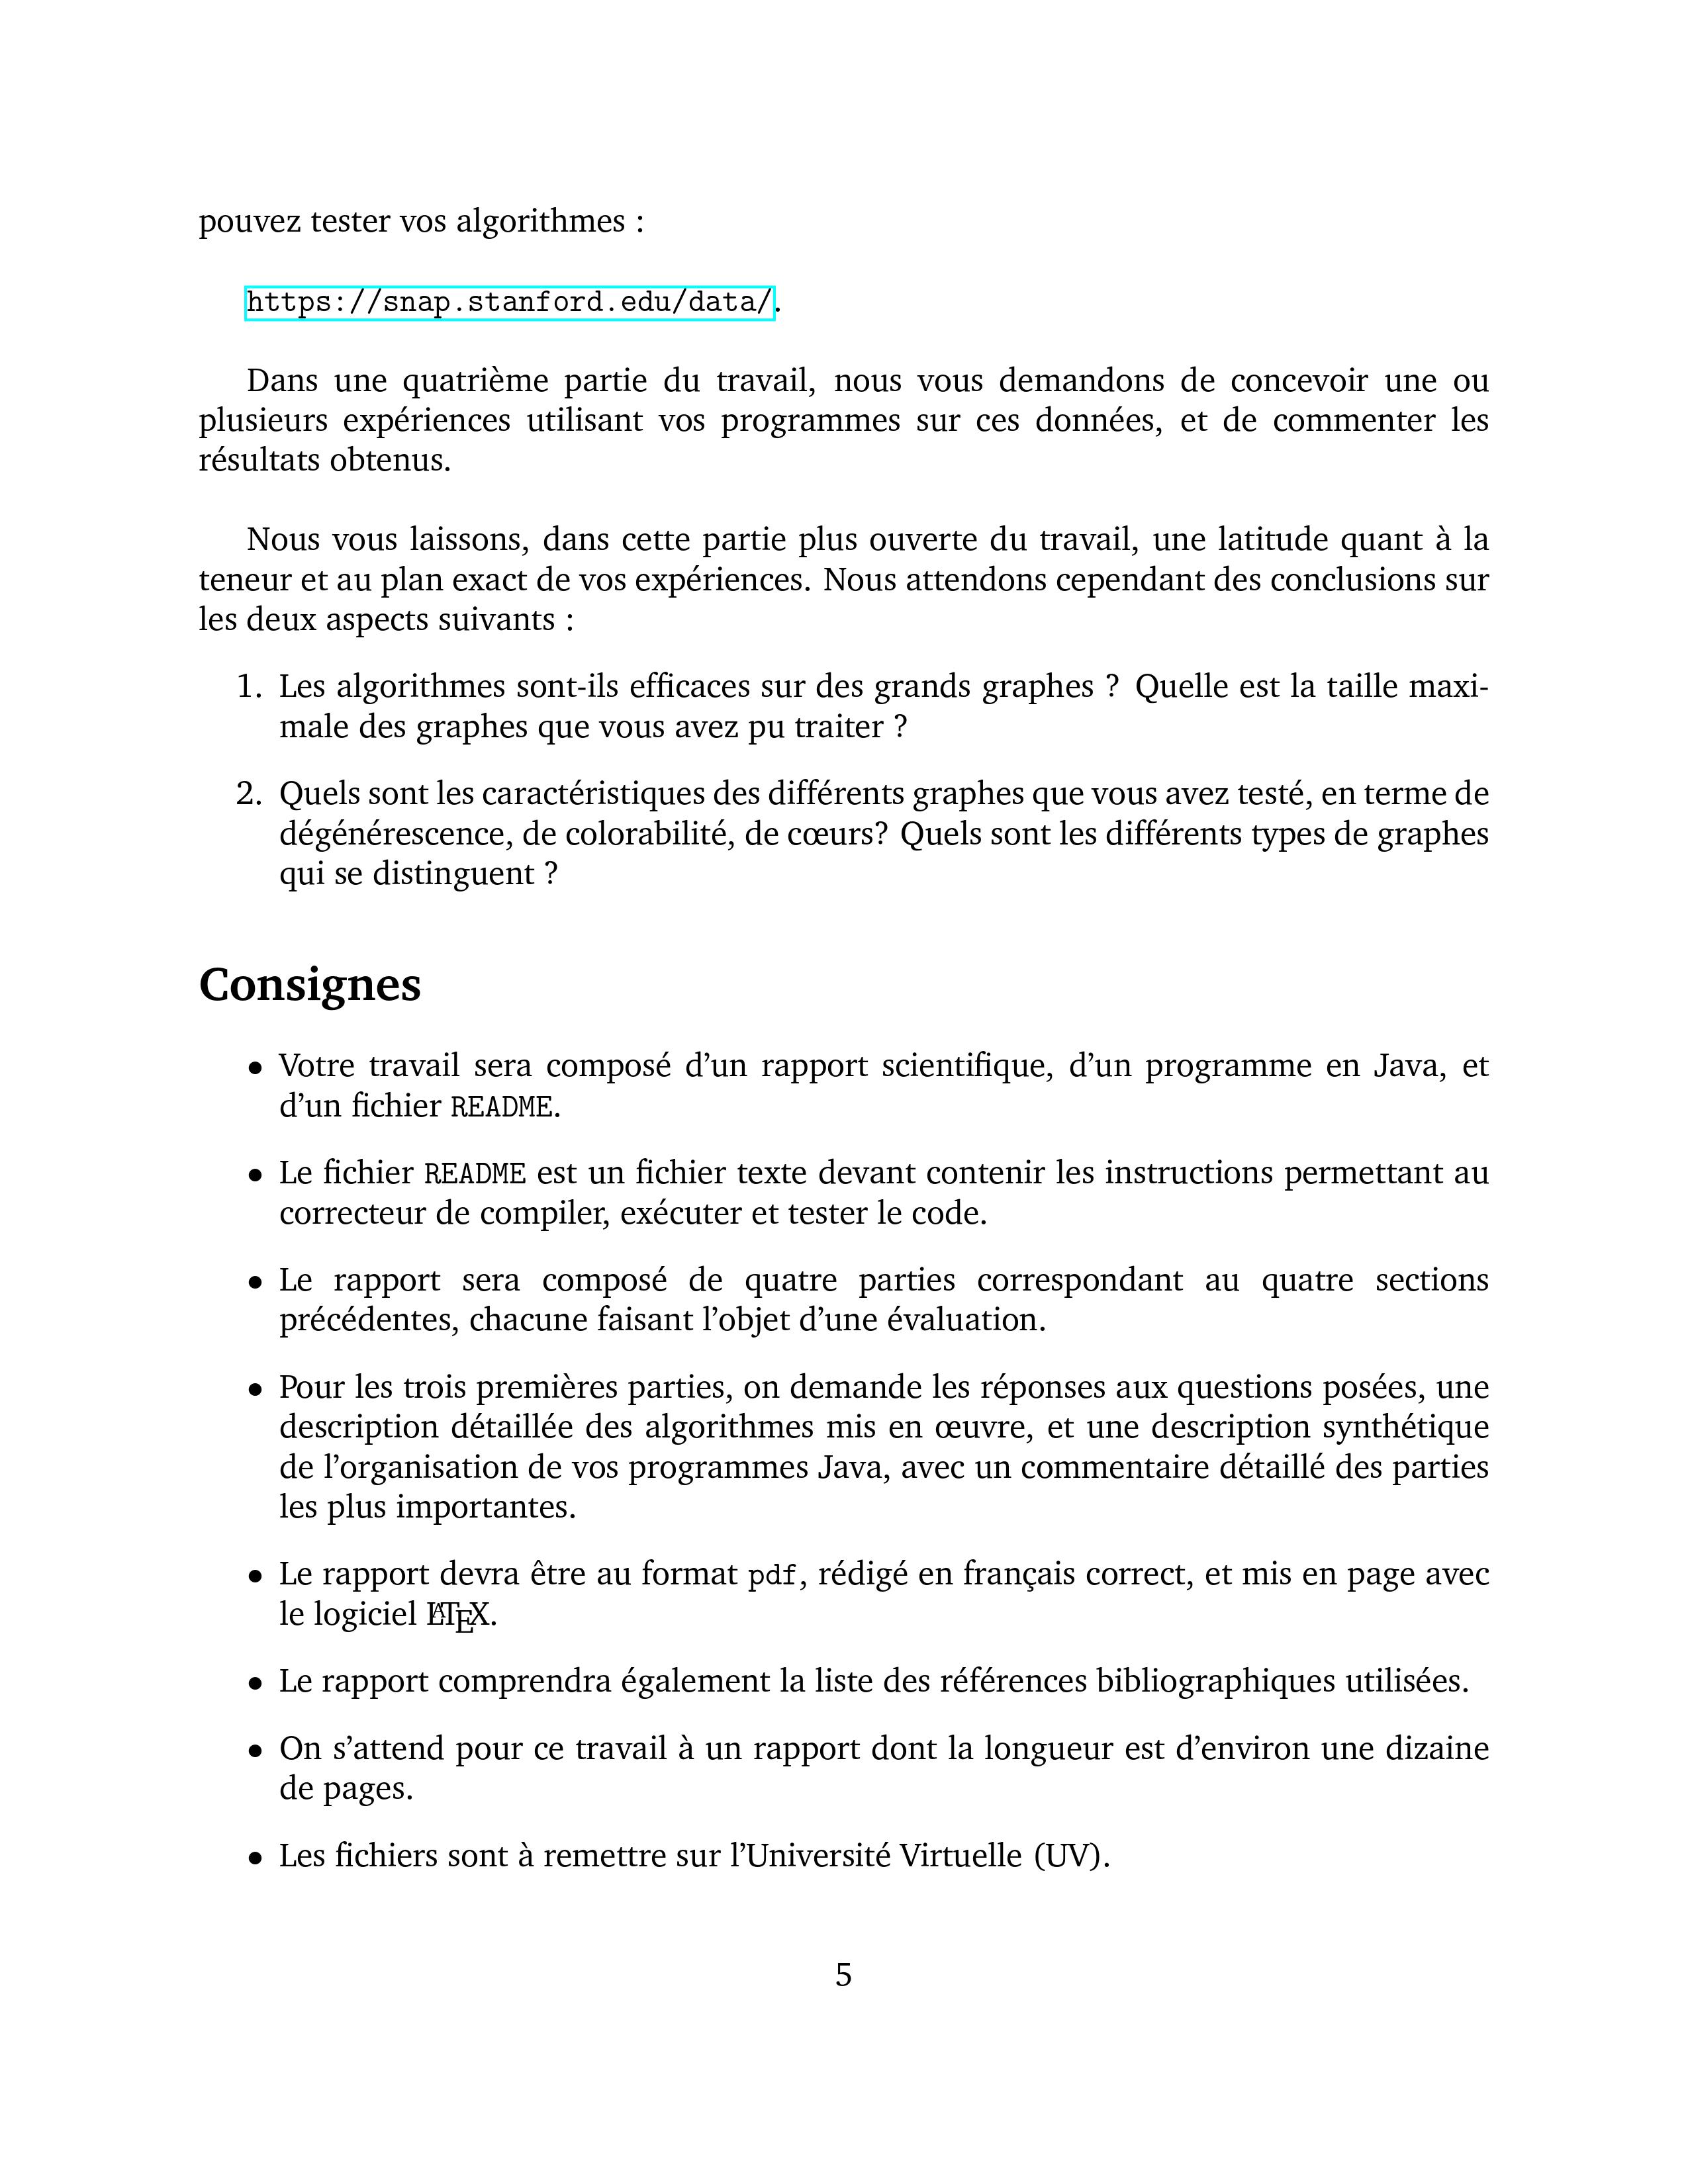 pouvez tester vos algorithmes :
https://snap.stanford.edu/data/.
Dans une quatrième partie du travail, nous vous demandons de concevoir une ou
plusieurs expériences utilisant vos programmes sur ces données, et de commenter les
résultats obtenus.
Nous vous laissons, dans cette partie plus ouverte du travail, une latitude quant à la
teneur et au plan exact de vos expériences. Nous attendons cependant des conclusions sur
les deux aspects suivants :
1. Les algorithmes sont-ils efficaces sur des grands graphes ? Quelle est la taille maxi-
male des graphes que vous avez pu traiter ?
2. Quels sont les caractéristiques des différents graphes que vous avez testé, en terme de
dégénérescence, de colorabilité, de cœurs? Quels sont les différents types de graphes
qui se distinguent ?
Consignes
• Votre travail sera composé d'un rapport scientifique, d'un programme en Java, et
d'un fichier README.
• Le fichier README est un fichier texte devant contenir les instructions permettant au
correcteur de compiler, exécuter et tester le code.
• Le rapport sera composé de quatre parties correspondant au quatre sections
précédentes, chacune faisant l'objet d'une évaluation.
• Pour les trois premières parties, on demande les réponses aux questions posées, une
description détaillée des algorithmes mis en œuvre, et une description synthétique
de l'organisation de vos programmes Java, avec un commentaire détaillé des parties
les plus importantes.
• Le rapport devra être au format pdf, rédigé en français correct, et mis en page avec
le logiciel LATEX.
• Le rapport comprendra également la liste des références bibliographiques utilisées.
• On s'attend pour ce travail à un rapport dont la longueur est d'environ une dizaine
de pages.
• Les fichiers sont à remettre sur l'Université Virtuelle (UV).
5